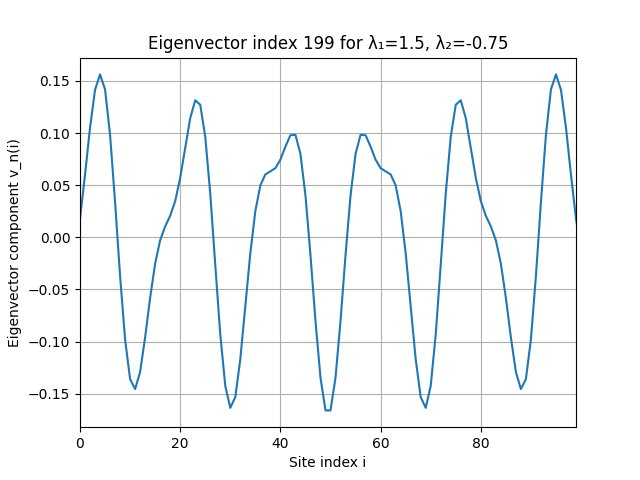 Eigenvector index 199 for λ₁=1.5, λ₂=-0.75
Eigenvector component v_n(i)
0.15
0.10
0.05
0.00
−0.05
−0.10
−0.15
0 20 40 60 80
Site index i